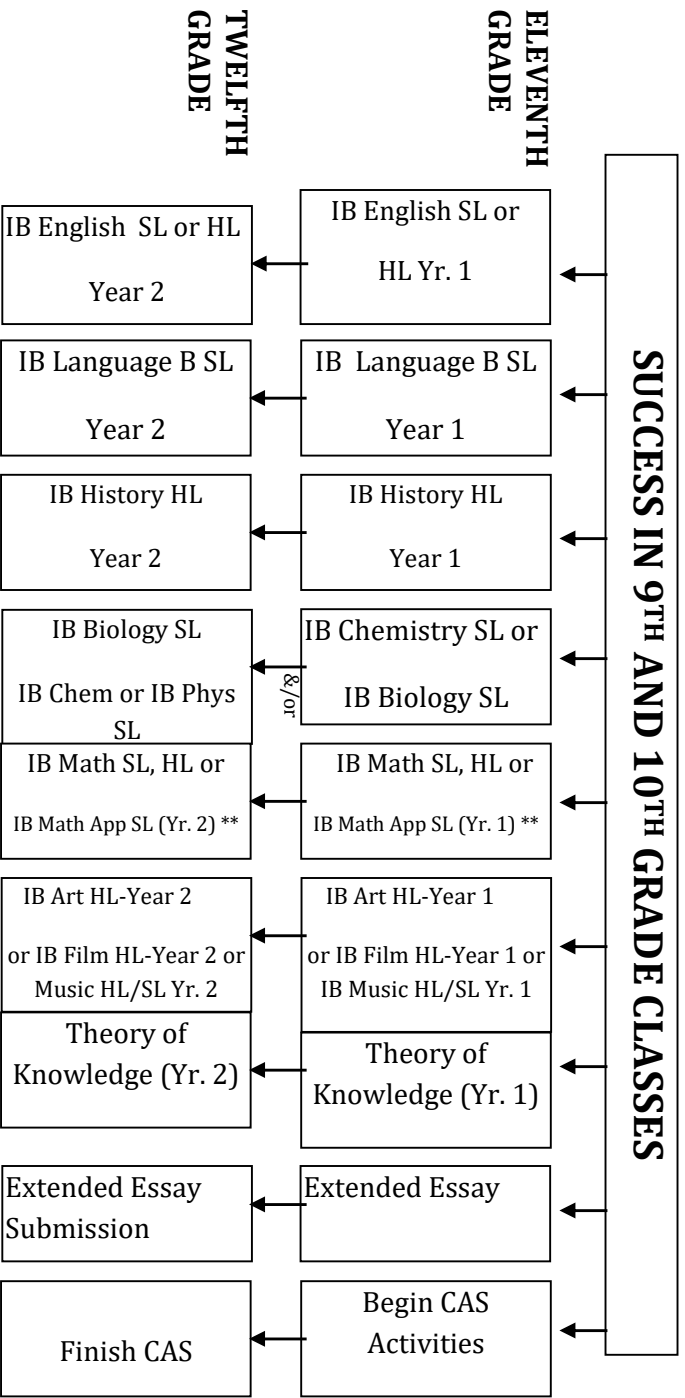 SUCCESS IN 9TH AND 10TH GRADE CLASSES
ELEVENTH
GRADE
IB English SL or
HL Yr. 1
IB Language B SL
Year 1
IB History HL
Year 1
IB Chemistry SL or
IB Biology SL
IB Math SL, HL or
IB Math App SL (Yr. 1) **
IB Art HL-Year 1
or IB Film HL-Year 1 or
IB Music HL/SL Yr. 1
Theory of
Knowledge (Yr. 1)
Extended Essay
Begin CAS
Activities
&/or
TWELFTH
GRADE
IB English SL or HL
Year 2
IB Language B SL
Year 2
IB History HL
Year 2
IB Biology SL
IB Chem or IB Phys
SL
IB Math SL, HL or
IB Math App SL (Yr. 2) **
IB Art HL-Year 2
or IB Film HL-Year 2 or
Music HL/SL Yr. 2
Theory of
Knowledge (Yr. 2)
Extended Essay
Submission
Finish CAS